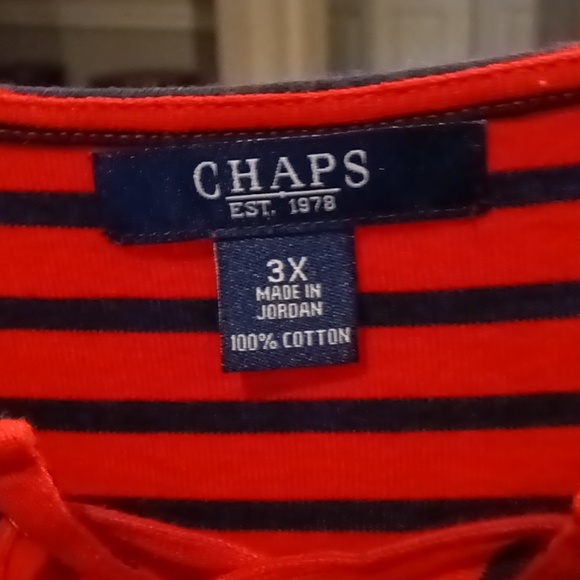 CHAPS
EST. 1978
3X
MADE IN
JORDAN
100% COTTON